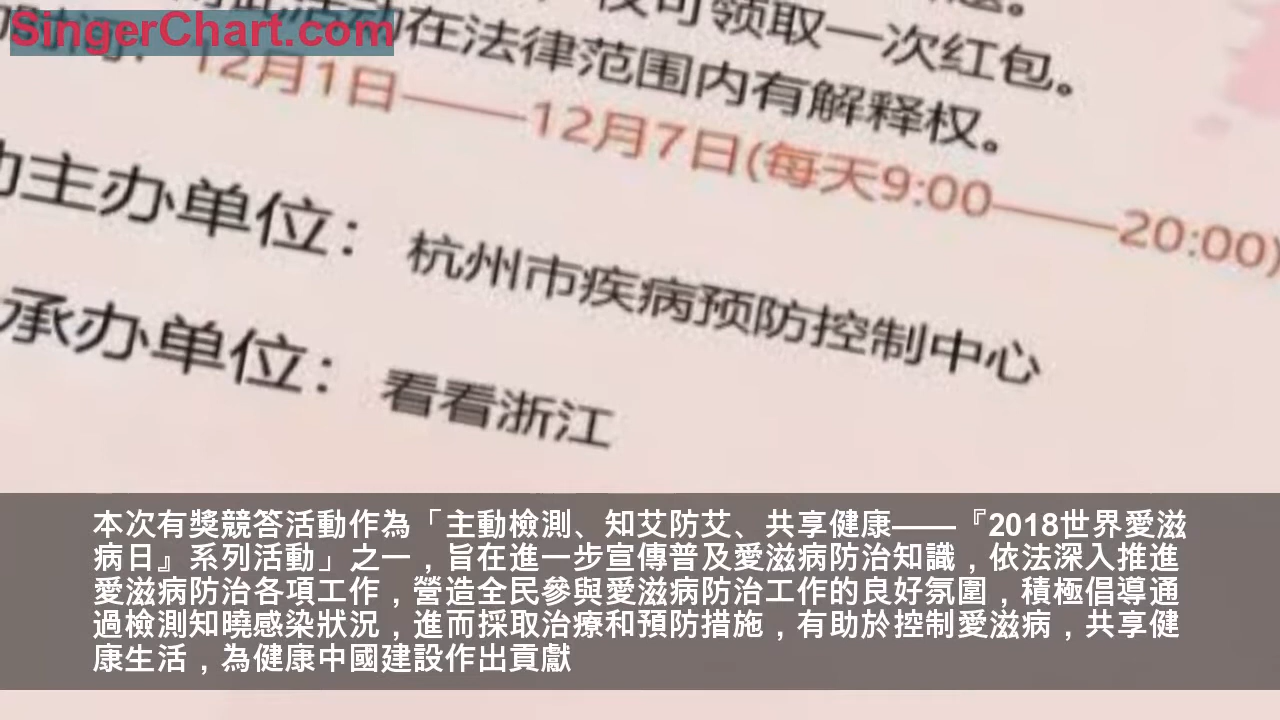 SingerChart.com
可领取一次红包。
活动在法律范围内有解释权。
12月1日——12月7日(每天9:00——20:00)
主办单位：杭州市疾病预防控制中心
承办单位：看看浙江
本次有獎競答活動作為「主動檢測、知艾防艾、共享健康——『2018世界愛滋
病日』系列活動」之一，旨在進一步宣傳普及愛滋病防治知識，依法深入推進
愛滋病防治各項工作，營造全民參與愛滋病防治工作的良好氛圍，積極倡導通
過檢測知曉感染狀況，進而採取治療和預防措施，有助於控制愛滋病，共享健
康生活，為健康中國建設作出貢獻